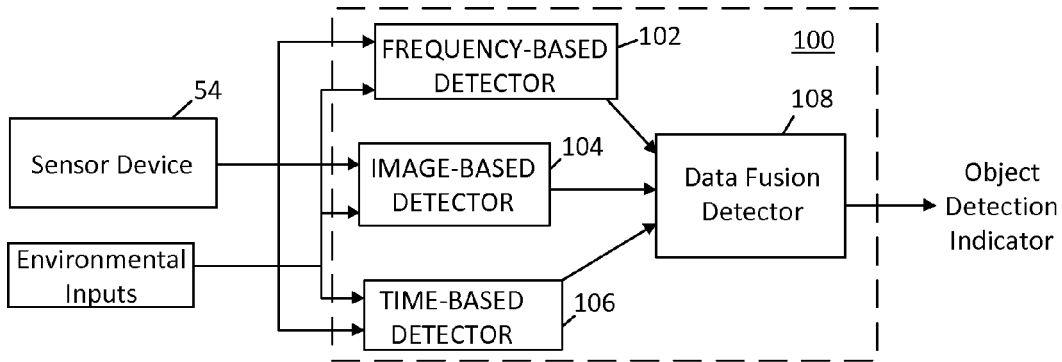 FREQUENCY-BASED
DETECTOR
102
100
54
Sensor Device
IMAGE-BASED
DETECTOR
104
108
Data Fusion
Detector
Object
Detection
Indicator
Environmental
Inputs
TIME-BASED
DETECTOR
106